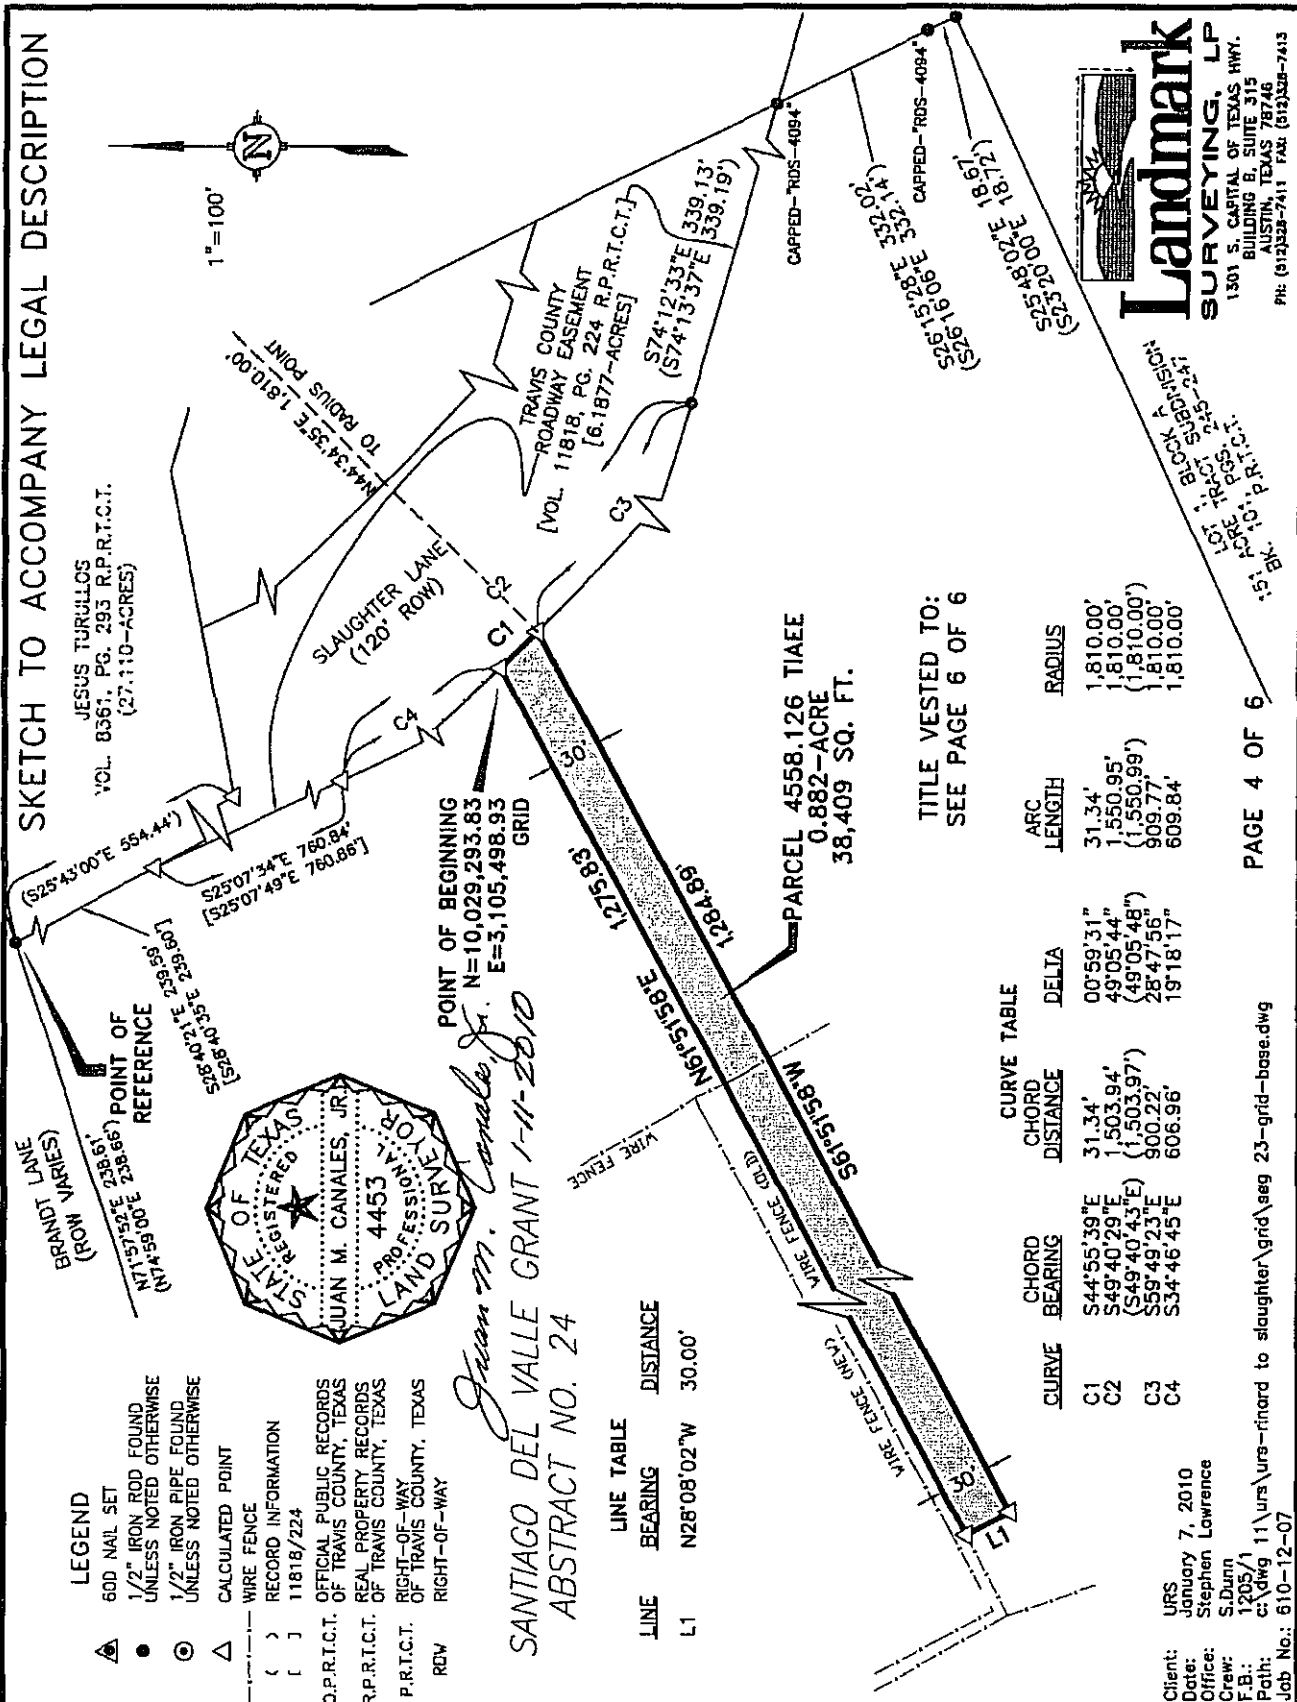 SKETCH TO ACCOMPANY LEGAL DESCRIPTION
LEGEND
60D NAIL SET
1/2" IRON ROD FOUND
UNLESS NOTED OTHERWISE
1/2" IRON PIPE FOUND
UNLESS NOTED OTHERWISE
CALCULATED POINT
WIRE FENCE
( ) RECORD INFORMATION
[ ] 11818/224
O.P.R.T.C.T. OFFICIAL PUBLIC RECORDS
OF TRAVIS COUNTY, TEXAS
R.P.R.T.C.T. REAL PROPERTY RECORDS
OF TRAVIS COUNTY, TEXAS
P.R.T.C.T. RIGHT-OF-WAY
OF TRAVIS COUNTY, TEXAS
ROW RIGHT-OF-WAY
BRANDT LANE
(ROW VARIES)
N71°57'52"E 238.61'
(N74°59'00"E 238.66')
POINT OF
REFERENCE
(S25°43'00"E 554.44')
S28°40'21"E 239.59'
[S28°40'35"E 239.60']
S25°07'34"E 760.84'
[S25°07'49"E 760.86']
JESUS TURULLOS
VOL. 8361, PG. 293 R.P.R.T.C.T.
(27.110-ACRES)
1"=100'
N
N44°34'35"E 1,810.00'
TO RADIUS POINT
SLAUGHTER LANE
(120' ROW)
TRAVIS COUNTY
ROADWAY EASEMENT
[VOL. 11818, PG. 224 R.P.R.T.C.T.]
[6.1877-ACRES]
C4
C1
C2
C3
S74°12'33"E 339.13'
(S74°13'37"E 339.19')
CAPPED-"RDS-4094"
S26°15'28"E 332.02'
(S26°16'06"E 332.14')
CAPPED-"RDS-4094"
S25°48'02"E 18.67'
(S23°20'00"E 18.72')
STATE OF TEXAS
REGISTERED
JUAN M. CANALES, JR.
4453
PROFESSIONAL
LAND SURVEYOR
Juan M. Canales, Jr.
1-11-2010
POINT OF BEGINNING
N=10,029,293.83
E=3,105,498.93
GRID
SANTIAGO DEL VALLE GRANT
ABSTRACT NO. 24
30'
1,275.83'
N61°51'58"E
1,284.89'
S61°51'58"W
WIRE FENCE
WIRE FENCE (OLD)
WIRE FENCE (NEW)
30'
L1
PARCEL 4558.126 TIAEE
0.882-ACRE
38,409 SQ. FT.
TITLE VESTED TO:
SEE PAGE 6 OF 6
LINE TABLE
LINE BEARING DISTANCE
L1 N28°08'02"W 30.00'
CURVE TABLE
CURVE CHORD BEARING CHORD DISTANCE DELTA ARC LENGTH RADIUS
C1 S44°55'39"E 31.34' 00°59'31" 31.34' 1,810.00'
C2 S49°40'29"E 1,503.94' 49°05'44" 1,550.95' 1,810.00'
(S49°40'43"E) (1,503.97') (49°05'48") (1,550.99') (1,810.00')
C3 S59°49'23"E 900.22' 28°47'56" 909.77' 1,810.00'
C4 S34°46'45"E 606.96' 19°18'17" 609.84' 1,810.00'
LOT 1, BLOCK A
ACRE TRACT SUBDIVISION
PGS. 245-247
P.R.T.C.T.
Landmark
SURVEYING, LP
1301 S. CAPITAL OF TEXAS HWY.
BUILDING B, SUITE 315
AUSTIN, TEXAS 78746
PH: (512)328-7411 FAX: (512)328-7413
Client: URS
Date: January 7, 2010
Office: Stephen Lawrence
Crew: S.Dunn
F.B.: 1205/1
Path: c:\dwg 11\urs\urs-rinard to slaughter\grid\seg 23-grid-base.dwg
Job No.: 610-12-07
PAGE 4 OF 6